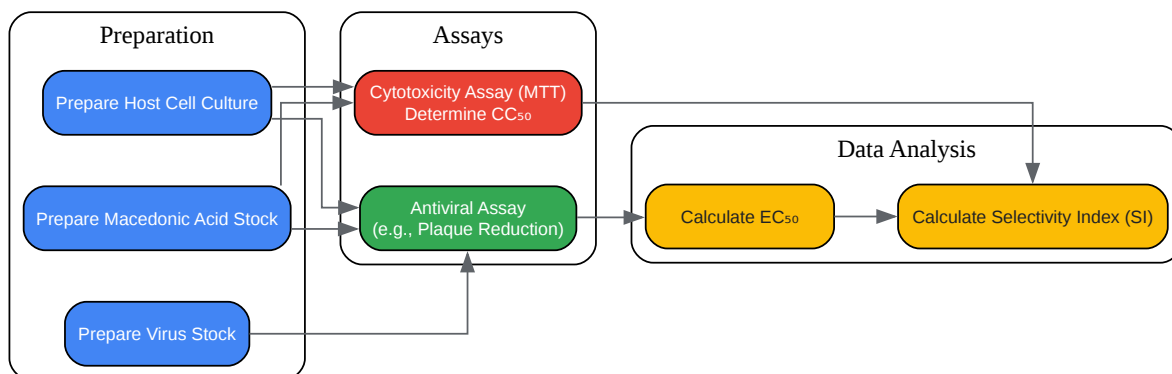 Preparation
Prepare Host Cell Culture
Prepare Macedonic Acid Stock
Prepare Virus Stock
Assays
Cytotoxicity Assay (MTT)
Determine CC₅₀
Antiviral Assay
(e.g., Plaque Reduction)
Data Analysis
Calculate EC₅₀
Calculate Selectivity Index (SI)